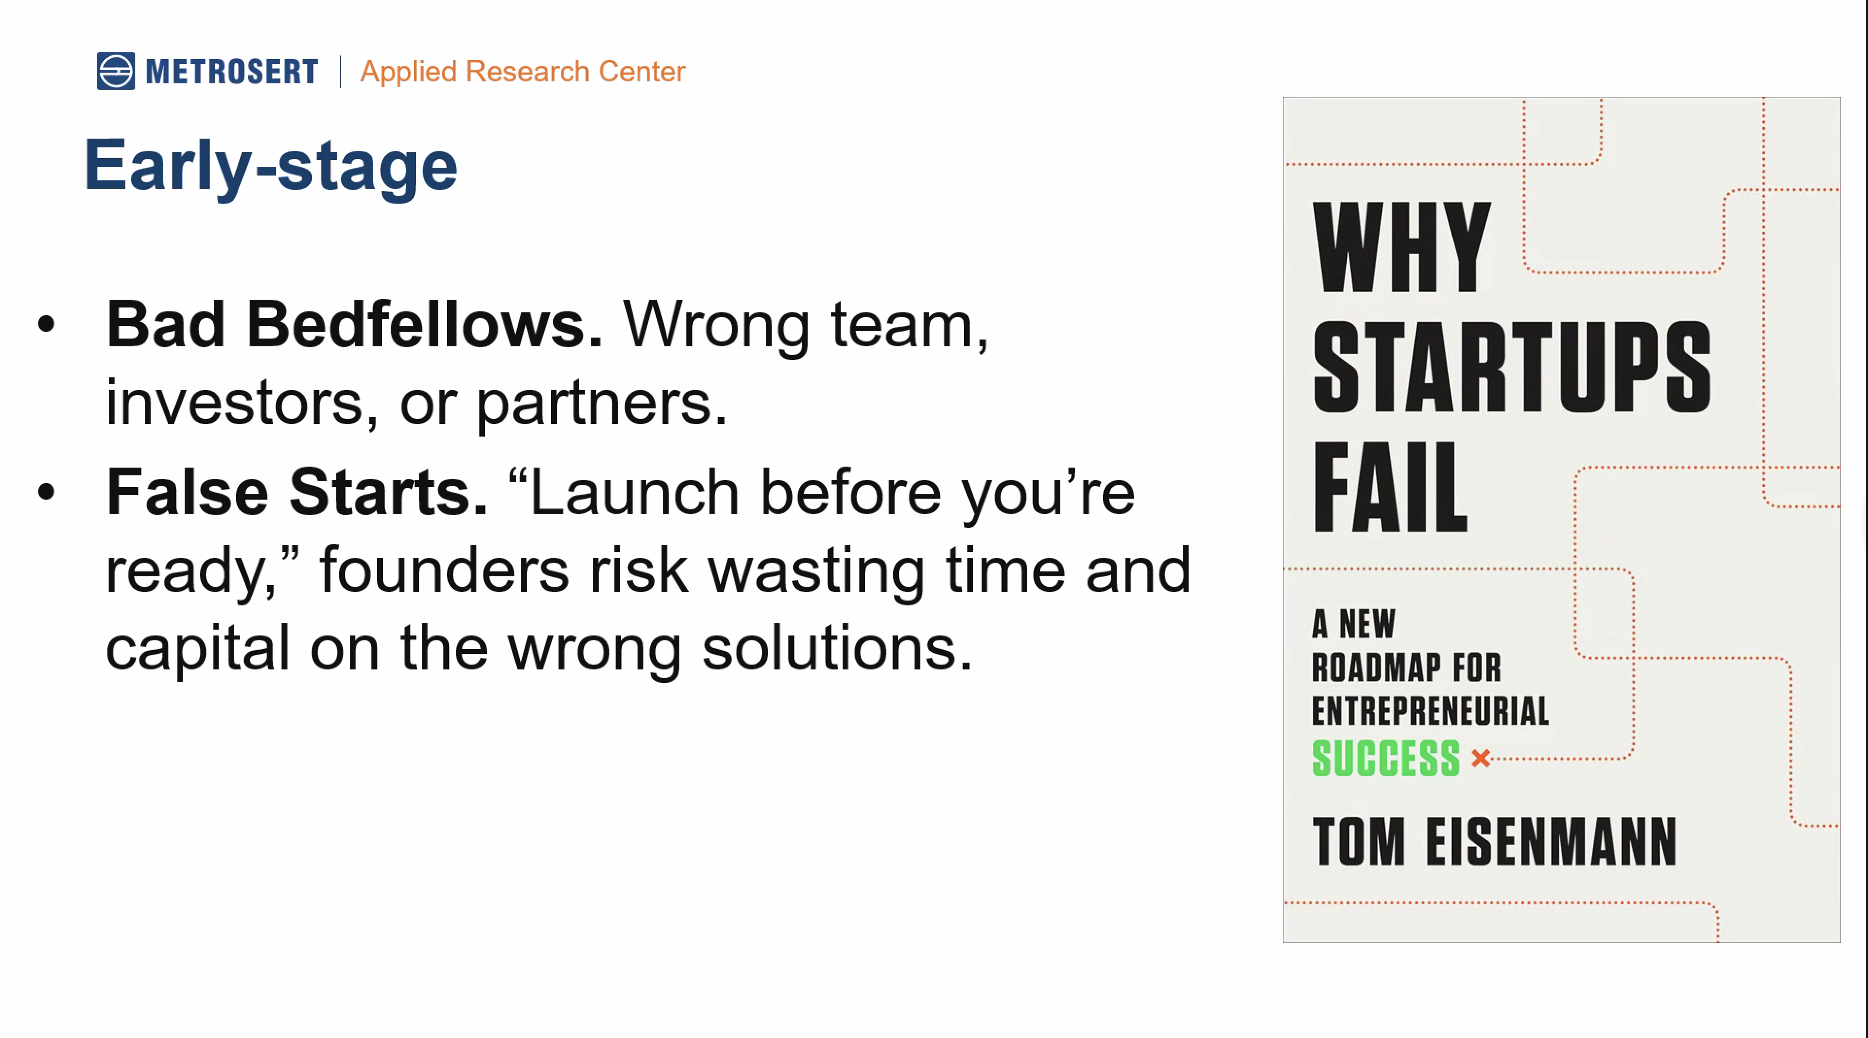 METROSERT | Applied Research Center
Early-stage
• Bad Bedfellows. Wrong team,
investors, or partners.
• False Starts. “Launch before you’re
ready,” founders risk wasting time and
capital on the wrong solutions.
WHY
STARTUPS
FAIL
A NEW
ROADMAP FOR
ENTREPRENEURIAL
SUCCESS
TOM EISENMANN